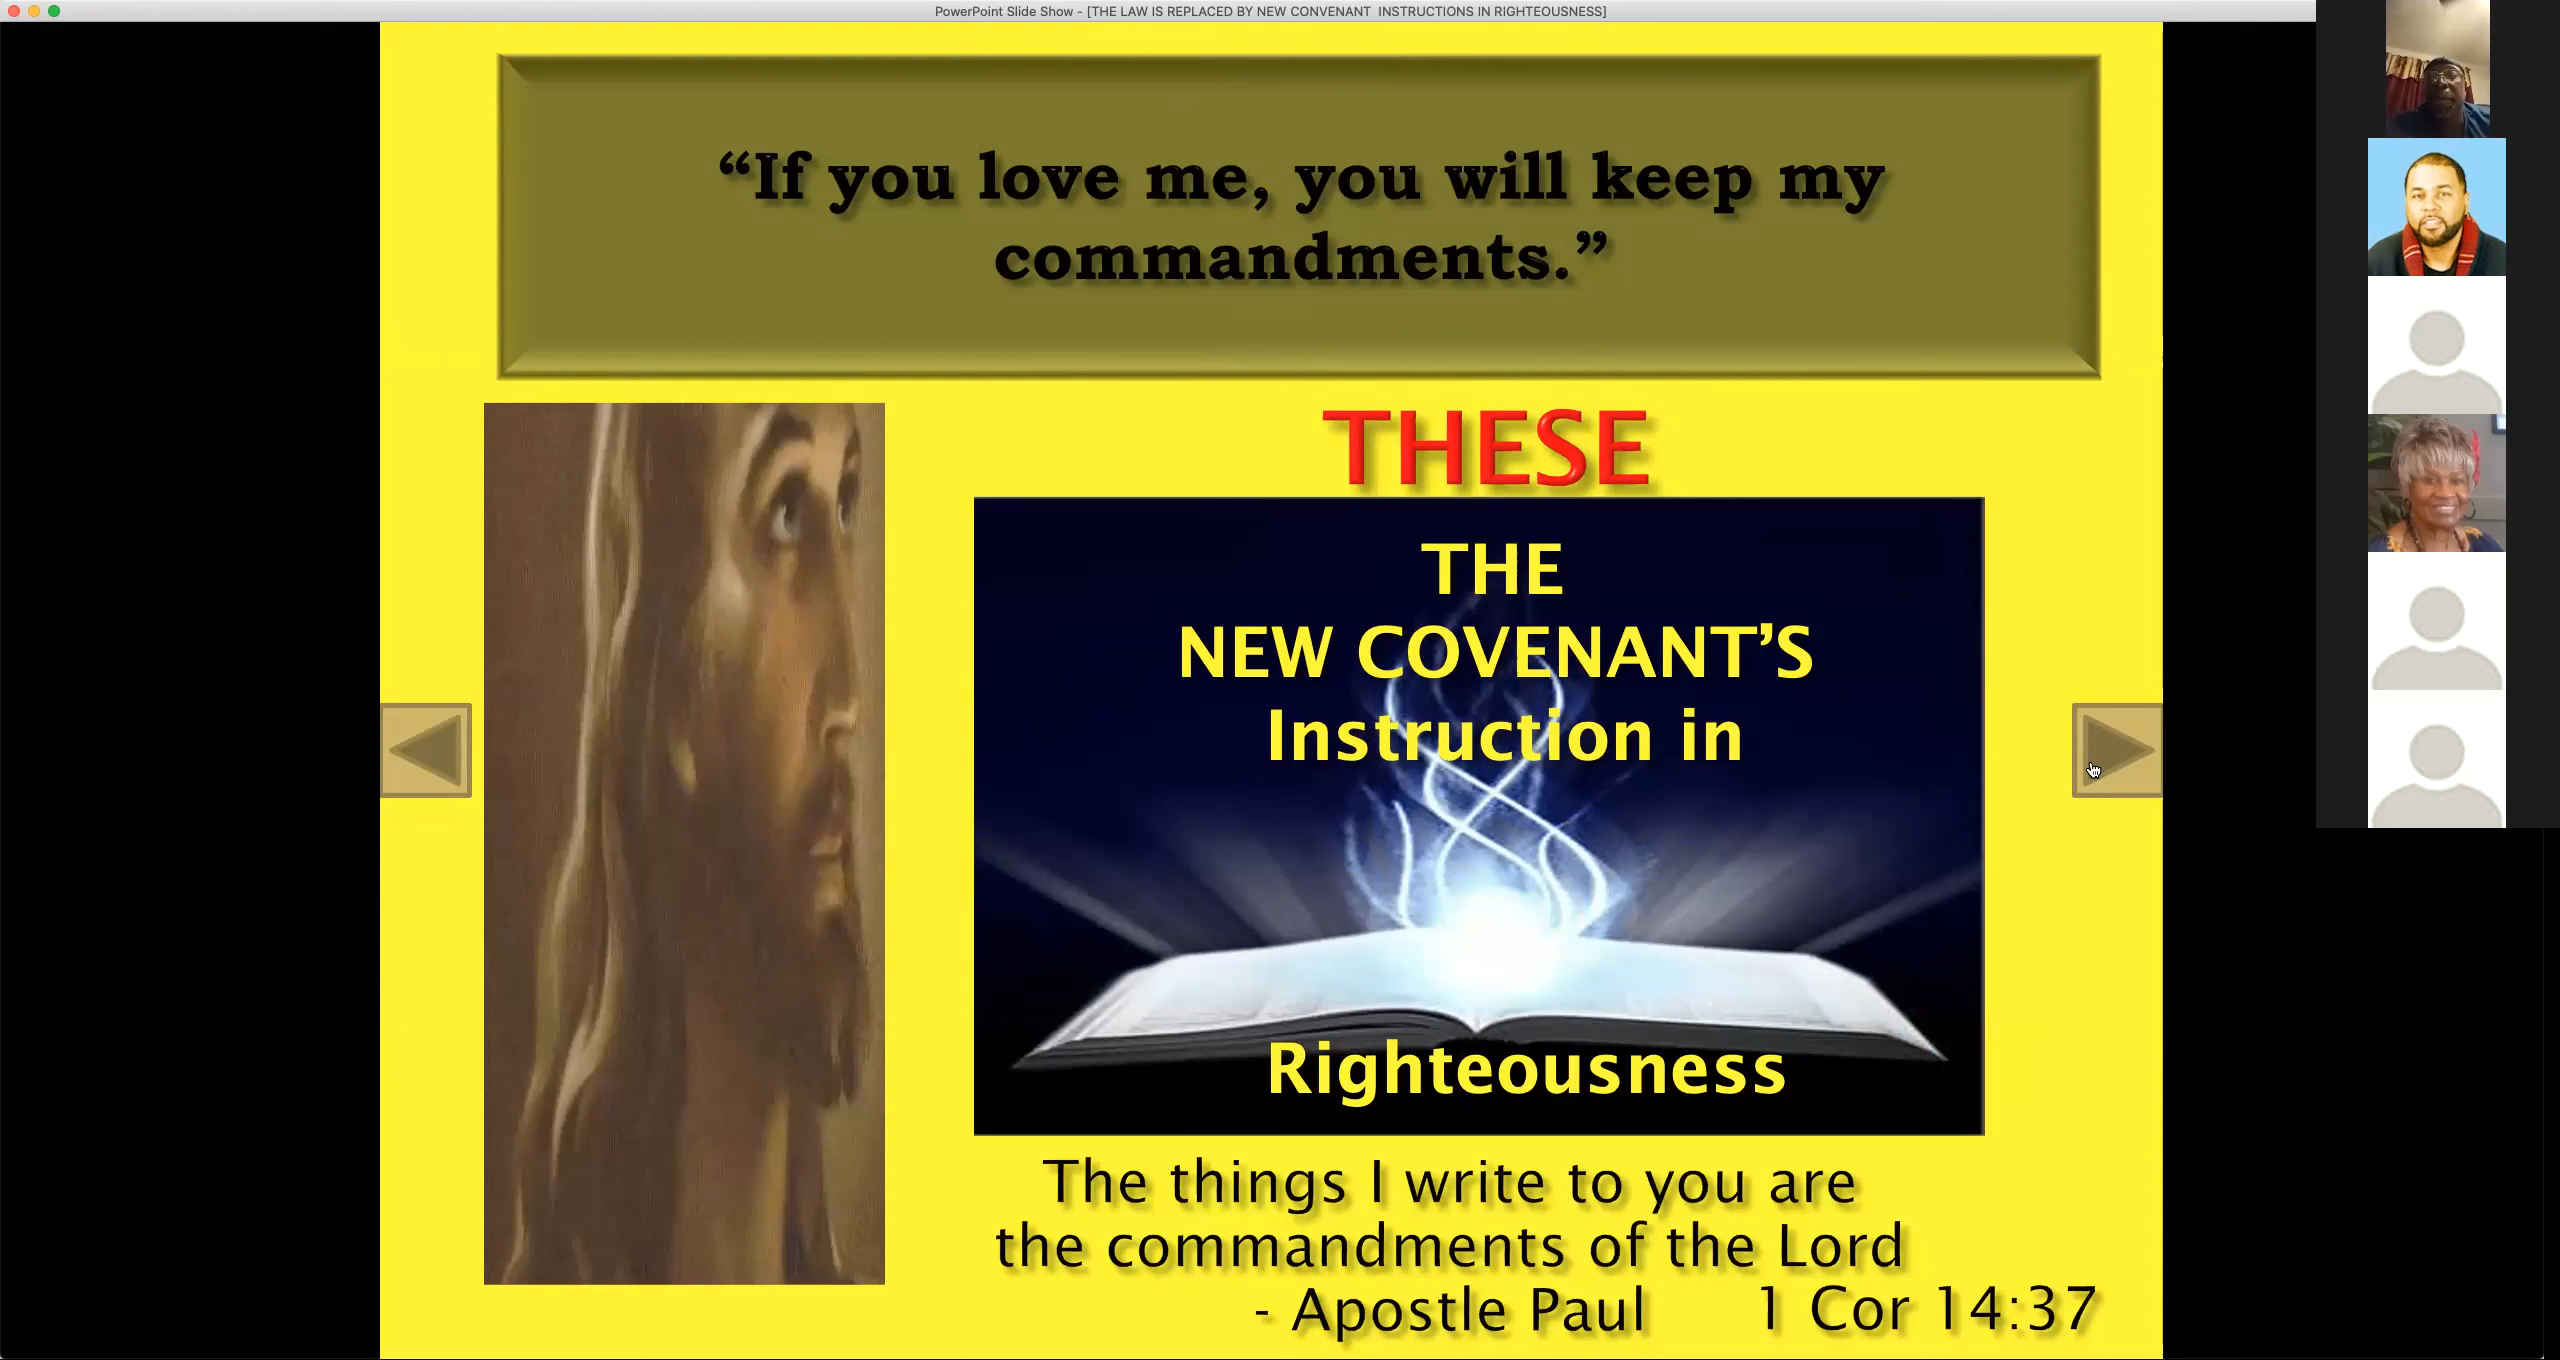 PowerPoint Slide Show - [THE LAW IS REPLACED BY NEW CONVENANT  INSTRUCTIONS IN RIGHTEOUSNESS]
“If you love me, you will keep my
commandments.”
THESE
THE
NEW COVENANT’S
Instruction in
Righteousness
The things I write to you are
the commandments of the Lord
- Apostle Paul 1 Cor 14:37